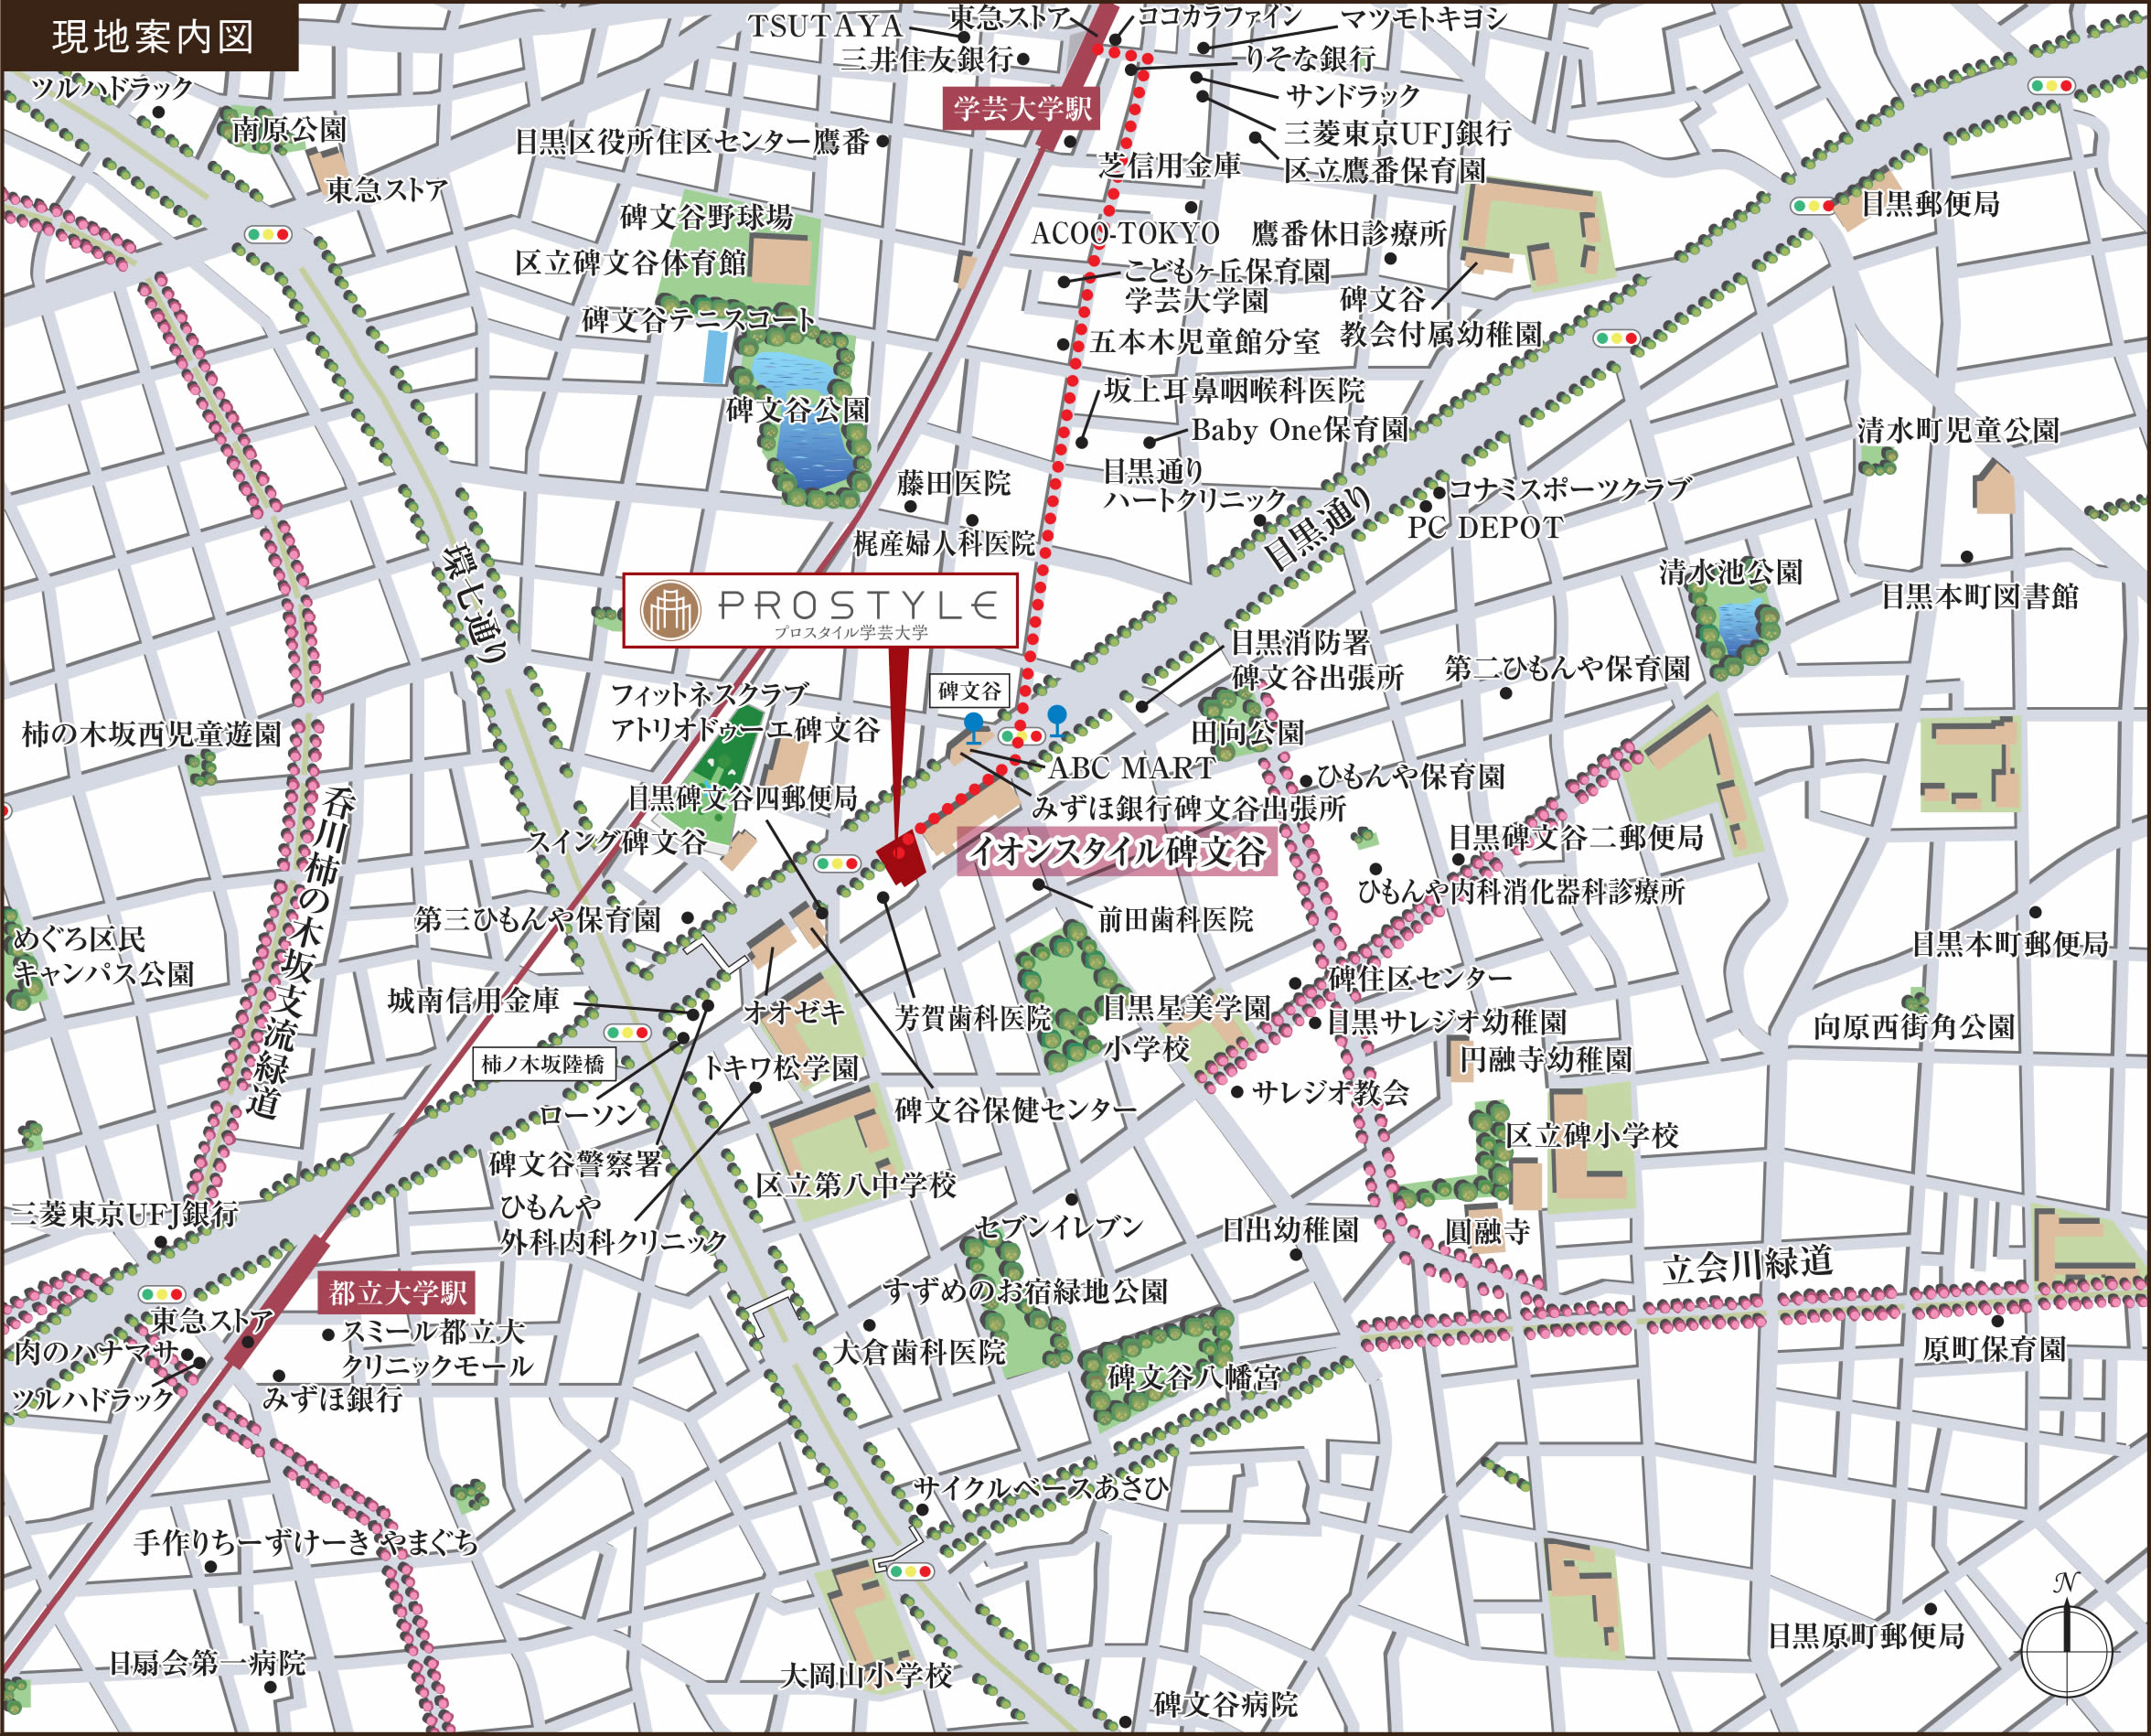 現地案内図
TSUTAYA
東急ストア
ココカラファイン
マツモトキヨシ
三井住友銀行
りそな銀行
ツルハドラック
学芸大学駅
サンドラック
南原公園
目黒区役所住区センター鷹番
三菱東京UFJ銀行
芝信用金庫
区立鷹番保育園
東急ストア
目黒郵便局
碑文谷野球場
ACOO-TOKYO
鷹番休日診療所
区立碑文谷体育館
こどもヶ丘保育園
学芸大学園
碑文谷
教会付属幼稚園
碑文谷テニスコート
五本木児童館分室
坂上耳鼻咽喉科医院
碑文谷公園
Baby One保育園
清水町児童公園
目黒通り
ハートクリニック
藤田医院
コナミスポーツクラブ
PC DEPOT
目黒通り
梶産婦人科医院
環七通り
清水池公園
目黒本町図書館
PROSTYLE
プロスタイル学芸大学
目黒消防署
碑文谷出張所
第二ひもんや保育園
碑文谷
フィットネスクラブ
アトリオドゥーエ碑文谷
柿の木坂西児童遊園
田向公園
ABC MART
ひもんや保育園
目黒碑文谷四郵便局
みずほ銀行碑文谷出張所
呑川柿の木坂支流緑道
スイング碑文谷
イオンスタイル碑文谷
目黒碑文谷二郵便局
ひもんや内科消化器科診療所
第三ひもんや保育園
前田歯科医院
めぐろ区民
キャンパス公園
目黒本町郵便局
碑住区センター
城南信用金庫
オオゼキ
芳賀歯科医院
目黒星美学園
小学校
目黒サレジオ幼稚園
向原西街角公園
柿ノ木坂陸橋
トキワ松学園
円融寺幼稚園
サレジオ教会
ローソン
碑文谷保健センター
区立碑小学校
碑文谷警察署
区立第八中学校
三菱東京UFJ銀行
ひもんや
外科内科クリニック
セブンイレブン
日出幼稚園
圓融寺
立会川緑道
都立大学駅
すずめのお宿緑地公園
東急ストア
スミール都立大
クリニックモール
肉のハナマサ
犬倉歯科医院
原町保育園
ツルハドラック
みずほ銀行
碑文谷八幡宮
サイクルベースあさひ
手作りちーずけーき やまぐち
N
目黒原町郵便局
日扇会第一病院
大岡山小学校
碑文谷病院